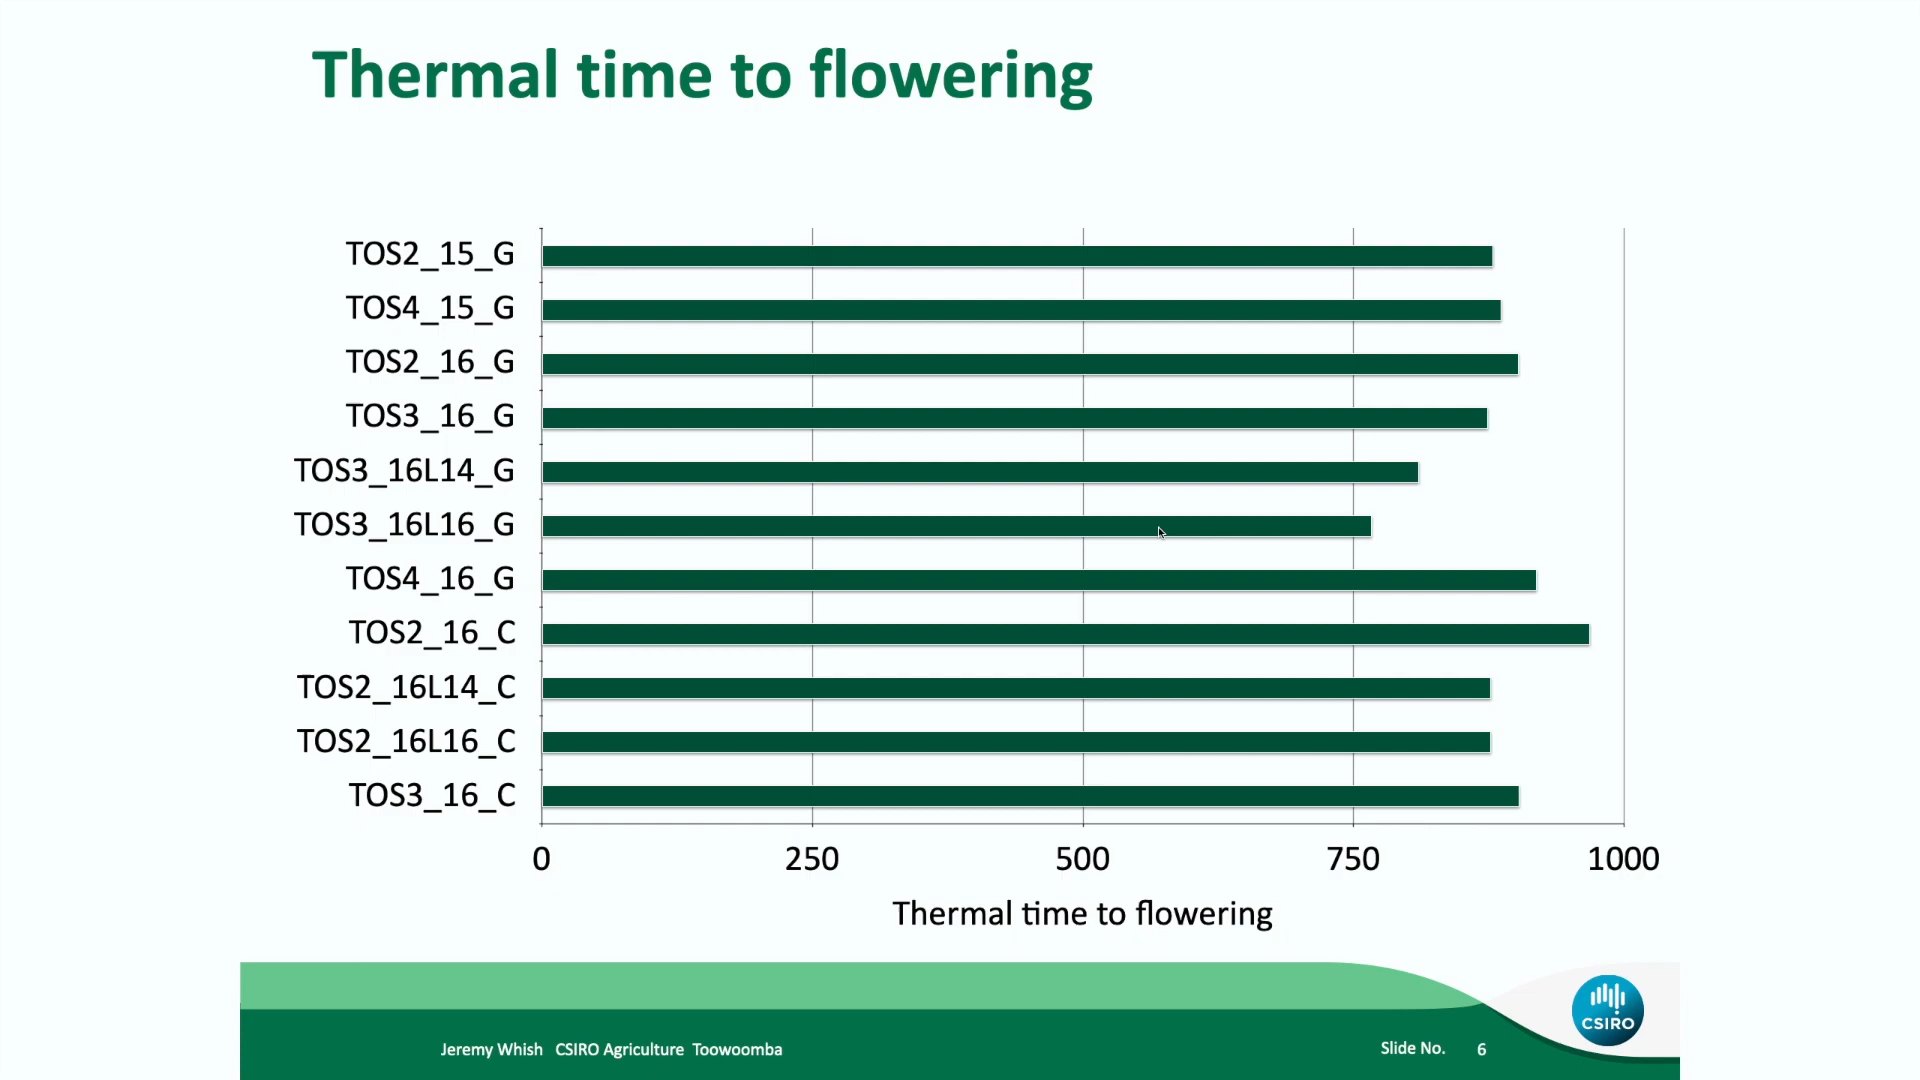 Thermal time to flowering
TOS2_15_G
TOS4_15_G
TOS2_16_G
TOS3_16_G
TOS3_16L14_G
TOS3_16L16_G
TOS4_16_G
TOS2_16_C
TOS2_16L14_C
TOS2_16L16_C
TOS3_16_C
0 250 500 750 1000
Thermal time to flowering
CSIRO
Jeremy Whish CSIRO Agriculture Toowoomba Slide No. 6